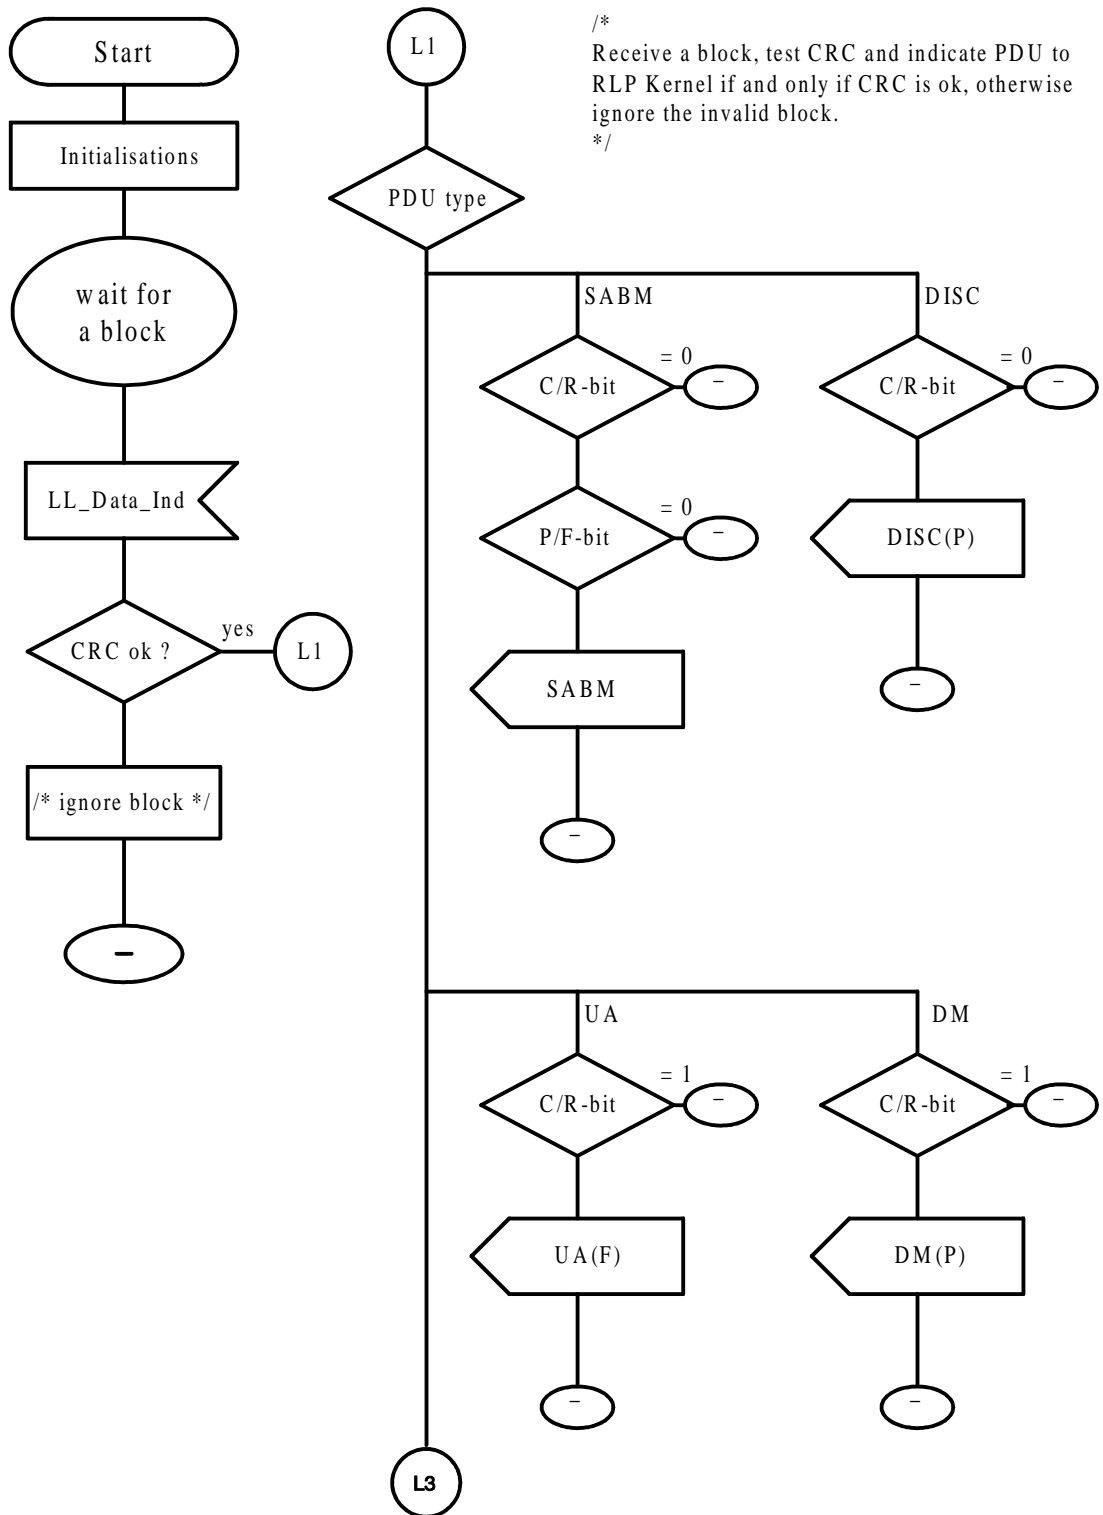 Start
Initialisations
wait for
a block
LL_Data_Ind
CRC ok ?
yes
L1
/* ignore block */
–
L1
/*
Receive a block, test CRC and indicate PDU to
RLP Kernel if and only if CRC is ok, otherwise
ignore the invalid block.
*/
PDU type
SABM
C/R-bit
= 0
–
P/F-bit
= 0
–
SABM
–
DISC
C/R-bit
= 0
–
DISC(P)
–
UA
C/R-bit
= 1
–
UA(F)
–
DM
C/R-bit
= 1
–
DM(P)
–
L3